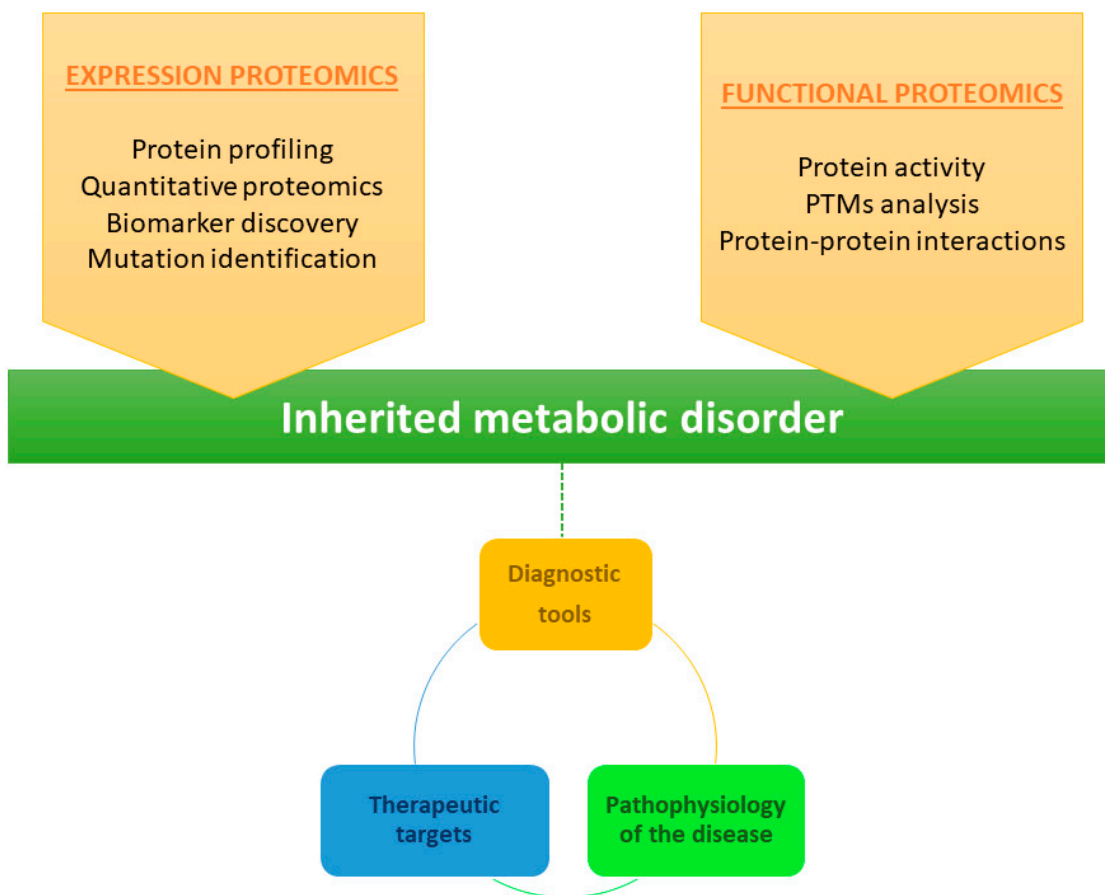 EXPRESSION PROTEOMICS
Protein profiling
Quantitative proteomics
Biomarker discovery
Mutation identification
FUNCTIONAL PROTEOMICS
Protein activity
PTMs analysis
Protein-protein interactions
Inherited metabolic disorder
Diagnostic
tools
Therapeutic
targets
Pathophysiology
of the disease